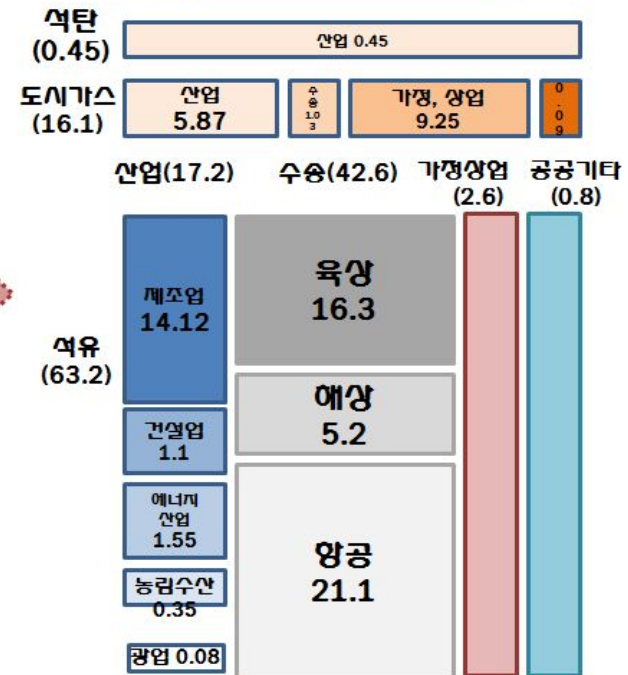 석탄
(0.45)
산업 0.45
도시가스
(16.1)
산업
5.87
수
송
1.0
3
가정, 상업
9.25
0
.
0
9
산업(17.2)
수송(42.6)
가정상업
(2.6)
공공기타
(0.8)
석유
(63.2)
제조업
14.12
건설업
1.1
에너지
산업
1.55
농림수산
0.35
광업 0.08
육상
16.3
해상
5.2
항공
21.1